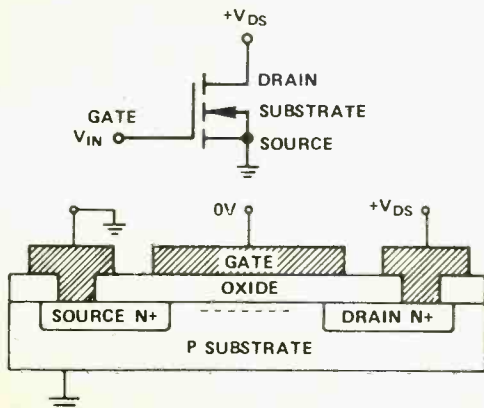 +VDS
DRAIN
SUBSTRATE
GATE
VIN
SOURCE
0V
+VDS
GATE
OXIDE
SOURCE N+
DRAIN N+
P SUBSTRATE